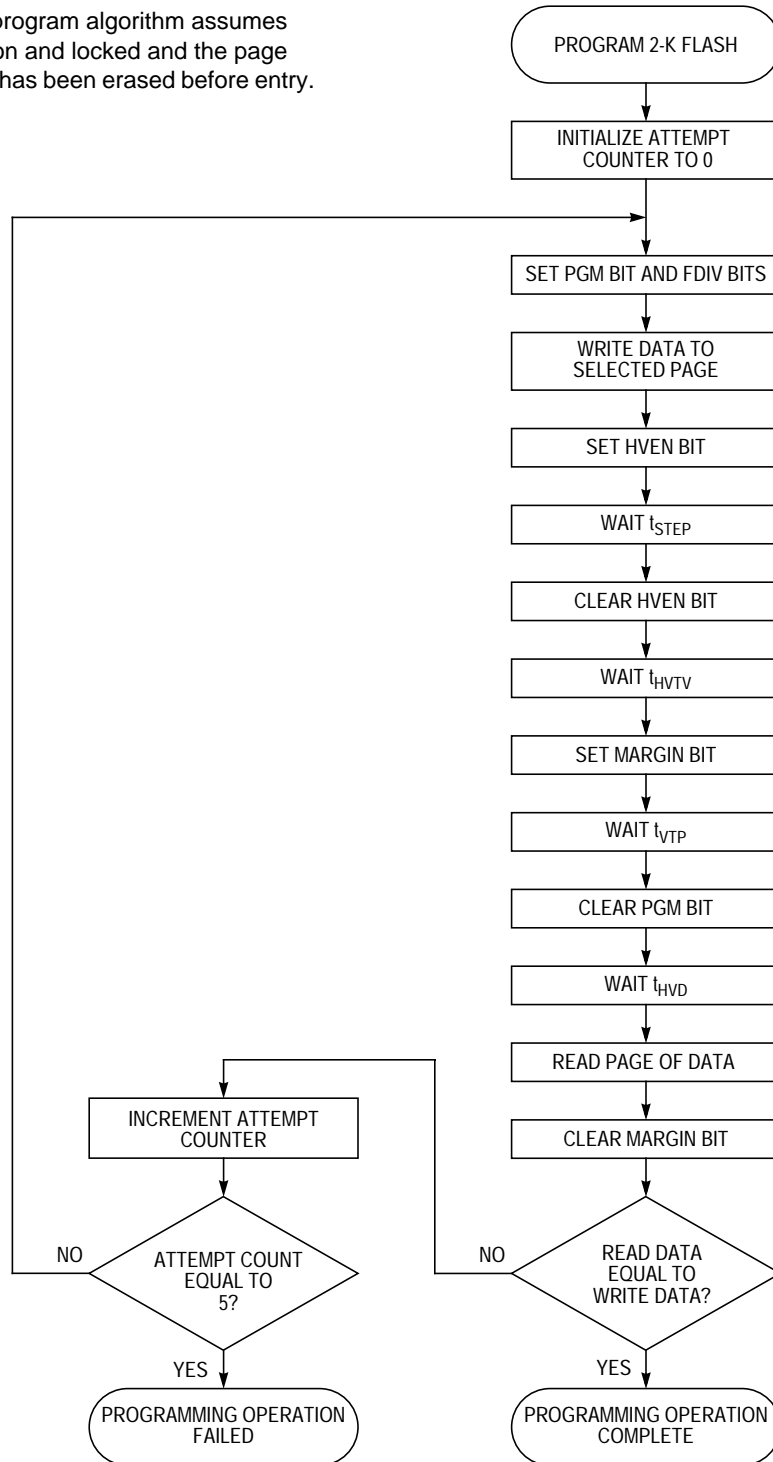 program algorithm assumes
on and locked and the page
has been erased before entry.
PROGRAM 2-K FLASH
INITIALIZE ATTEMPT
COUNTER TO 0
SET PGM BIT AND FDIV BITS
WRITE DATA TO
SELECTED PAGE
SET HVEN BIT
WAIT tSTEP
CLEAR HVEN BIT
WAIT tHVTV
SET MARGIN BIT
WAIT tVTP
CLEAR PGM BIT
WAIT tHVD
READ PAGE OF DATA
CLEAR MARGIN BIT
READ DATA
EQUAL TO
WRITE DATA?
NO
YES
PROGRAMMING OPERATION
COMPLETE
INCREMENT ATTEMPT
COUNTER
ATTEMPT COUNT
EQUAL TO
5?
NO
YES
PROGRAMMING OPERATION
FAILED